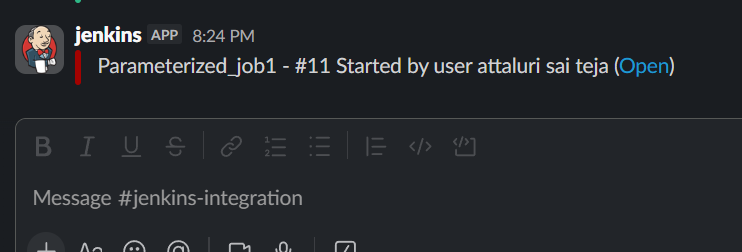 jenkins APP 8:24 PM
Parameterized_job1 - #11 Started by user attaluri sai teja (Open)
B I U S
Message #jenkins-integration
+ Aa @